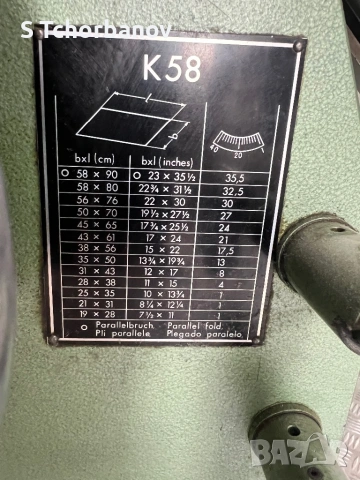 S Tchorbanov
K58
l
b
40 20 1
bxl (cm) bxl (inches)
O 58 × 90 O 23 × 35½ 35,5
58 × 80 22¾ × 31½ 32,5
56 × 76 22 × 30 30
50 × 70 19½ × 27½ 27
45 × 65 17¾ × 25½ 24
43 × 61 17 × 24 21
38 × 56 15 × 22 17,5
35 × 50 13¾ × 19¾ 13
31 × 43 12 × 17 8
28 × 38 11 × 15 4
25 × 35 10 × 13¾ 1
21 × 31 8¼ × 12¼ 1
19 × 28 7½ × 11 1
O Parallelbruch. Parallel fold.
Pli parallele. Plegado paralelo.
bazar